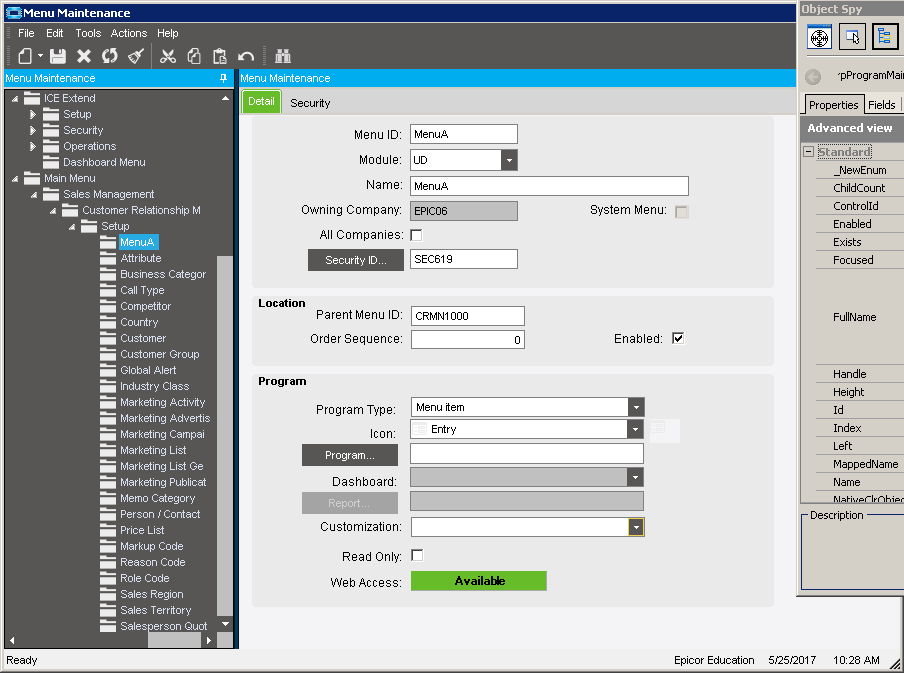 Menu Maintenance
File Edit Tools Actions Help
Menu Maintenance
ICE Extend
Setup
Security
Operations
Dashboard Menu
Main Menu
Sales Management
Customer Relationship M
Setup
MenuA
Attribute
Business Categor
Call Type
Competitor
Country
Customer
Customer Group
Global Alert
Industry Class
Marketing Activity
Marketing Advertis
Marketing Campai
Marketing List
Marketing List Ge
Marketing Publicat
Memo Category
Person / Contact
Price List
Markup Code
Reason Code
Role Code
Sales Region
Sales Territory
Salesperson Quot
Menu Maintenance
Detail Security
Menu ID: MenuA
Module: UD
Name: MenuA
Owning Company: EPIC06 System Menu:
All Companies:
Security ID... SEC619
Location
Parent Menu ID: CRMN1000
Order Sequence: 0 Enabled:
Program
Program Type: Menu item
Icon: Entry
Program...
Dashboard:
Report...
Customization:
Read Only:
Web Access: Available
Object Spy
pProgramMai
Properties Fields
Advanced view
Standard
_NewEnum
ChildCount
ControlId
Enabled
Exists
Focused
FullName
Handle
Height
Id
Index
Left
MappedName
Name
NativeClrObjec
Description
Ready Epicor Education 5/25/2017 10:28 AM